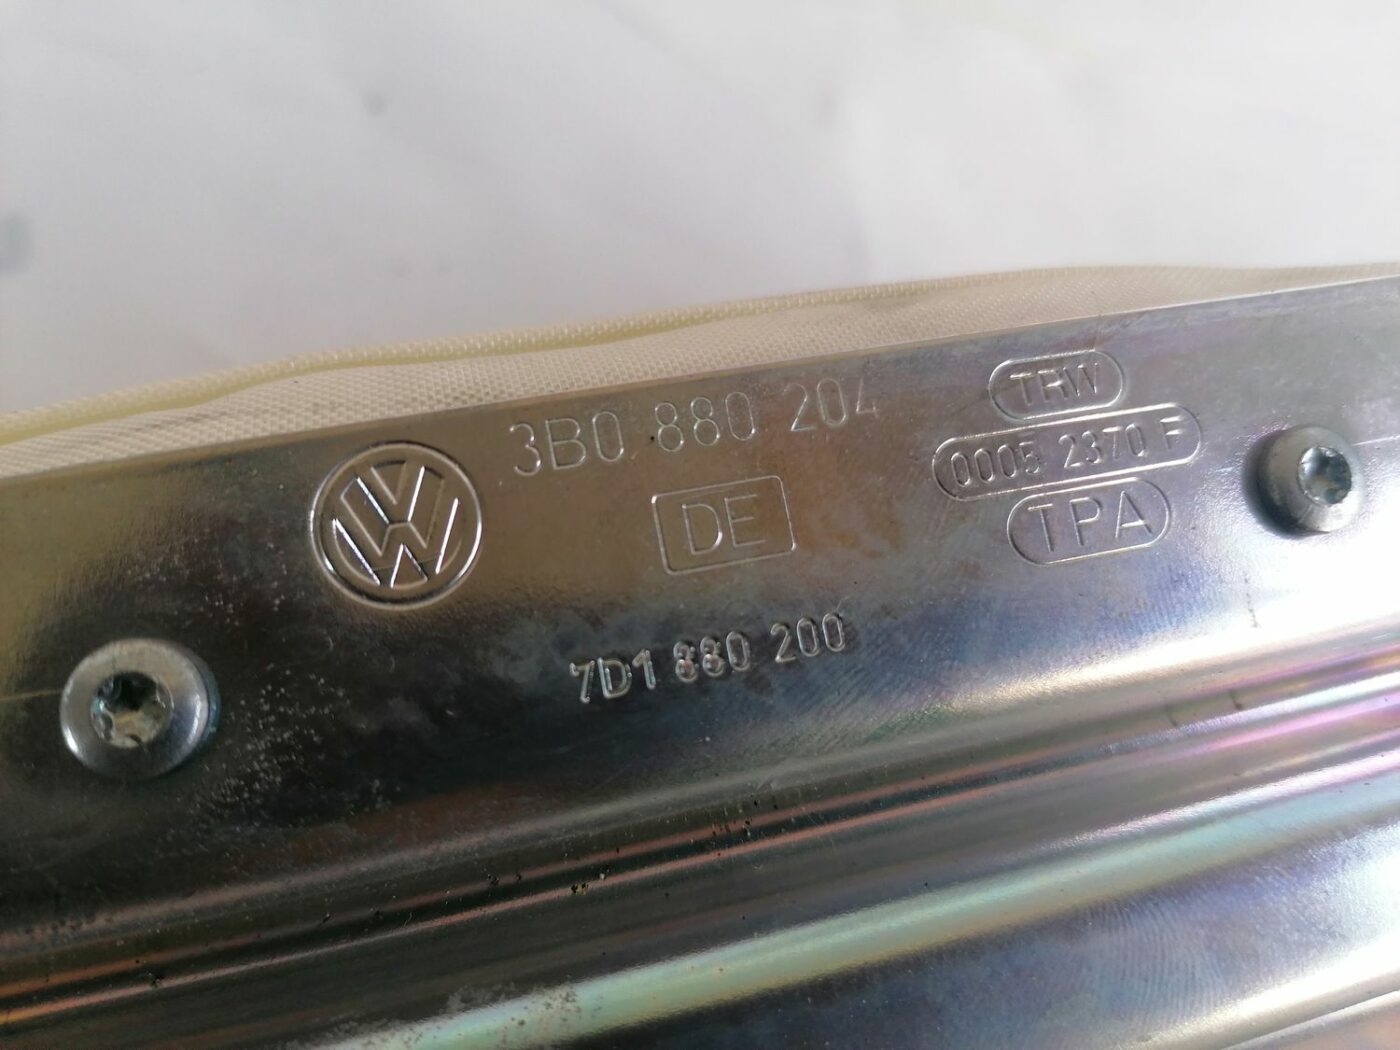 3B0 880 204
TRW
0005 2370 F
DE
TPA
7D1 880 200